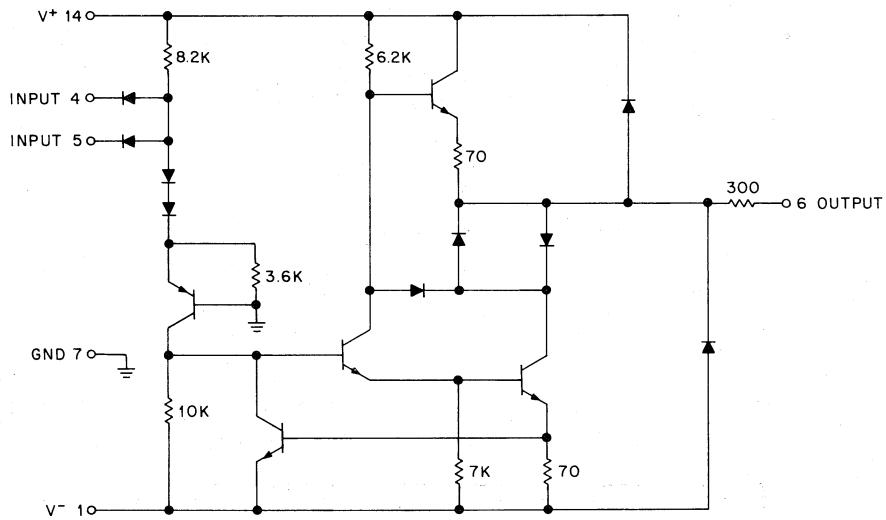 V+ 14
8.2K
6.2K
INPUT 4
INPUT 5
70
300
6 OUTPUT
3.6K
GND 7
10K
7K
70
V- 1